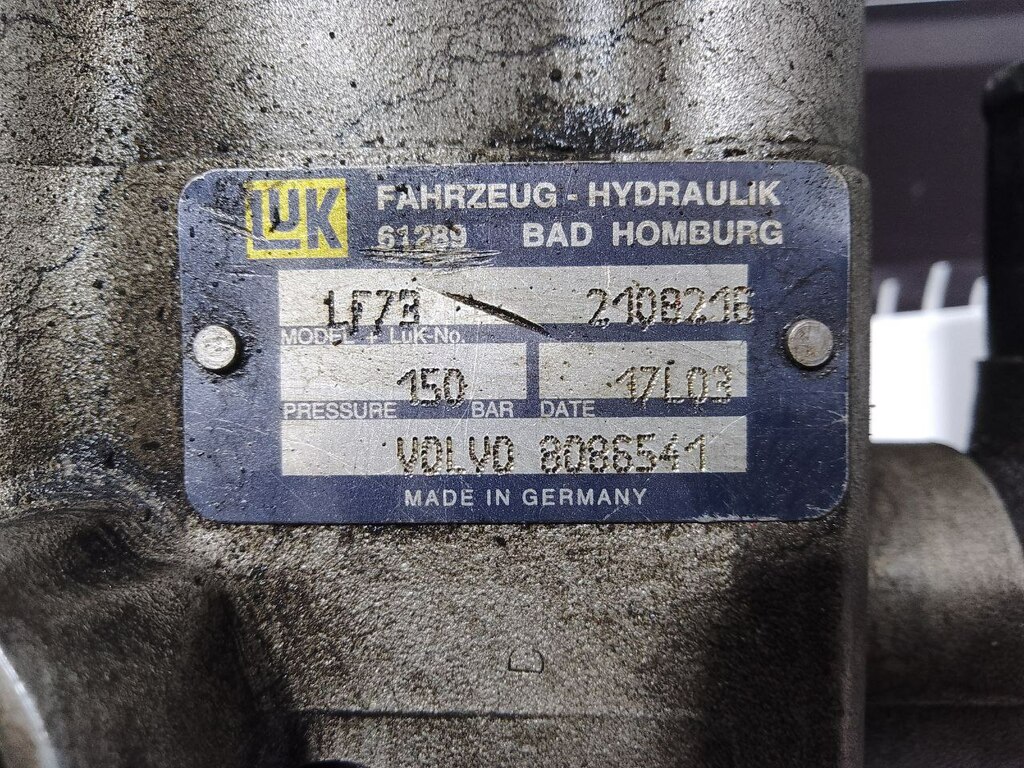 LUK FAHRZEUG - HYDRAULIK
61289 BAD HOMBURG
LF73 2108216
MODEL + LUK-No.
150 17L03
PRESSURE BAR DATE
VOLVO 8086541
MADE IN GERMANY
D